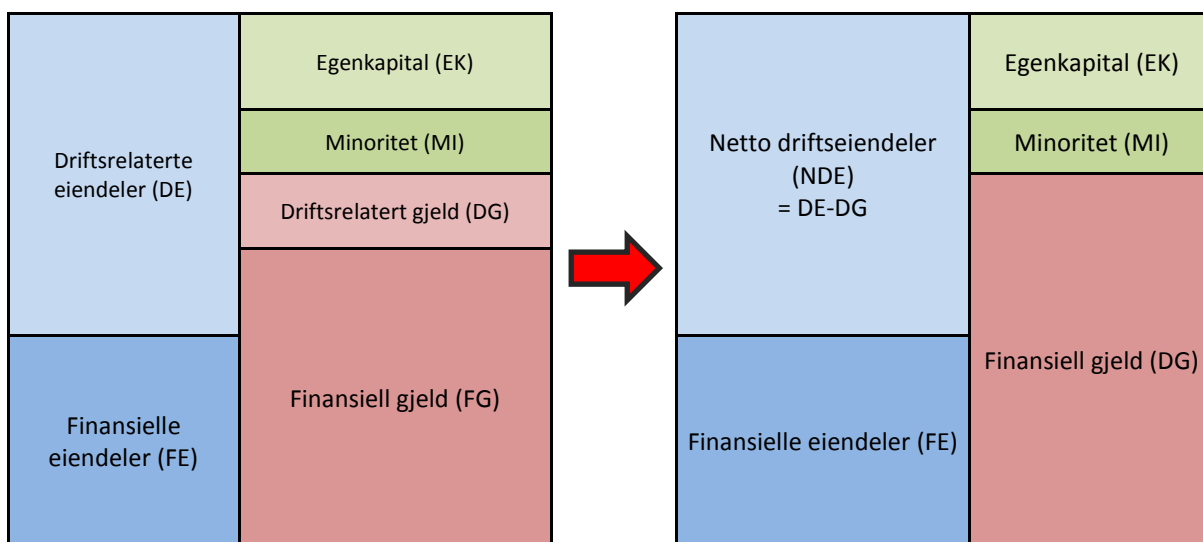 Egenkapital (EK)
Minoritet (MI)
Driftsrelaterte
eiendeler (DE)
Driftsrelatert gjeld (DG)
Finansiell gjeld (FG)
Finansielle
eiendeler (FE)
Egenkapital (EK)
Minoritet (MI)
Netto driftseiendeler
(NDE)
= DE-DG
Finansiell gjeld (DG)
Finansielle eiendeler (FE)